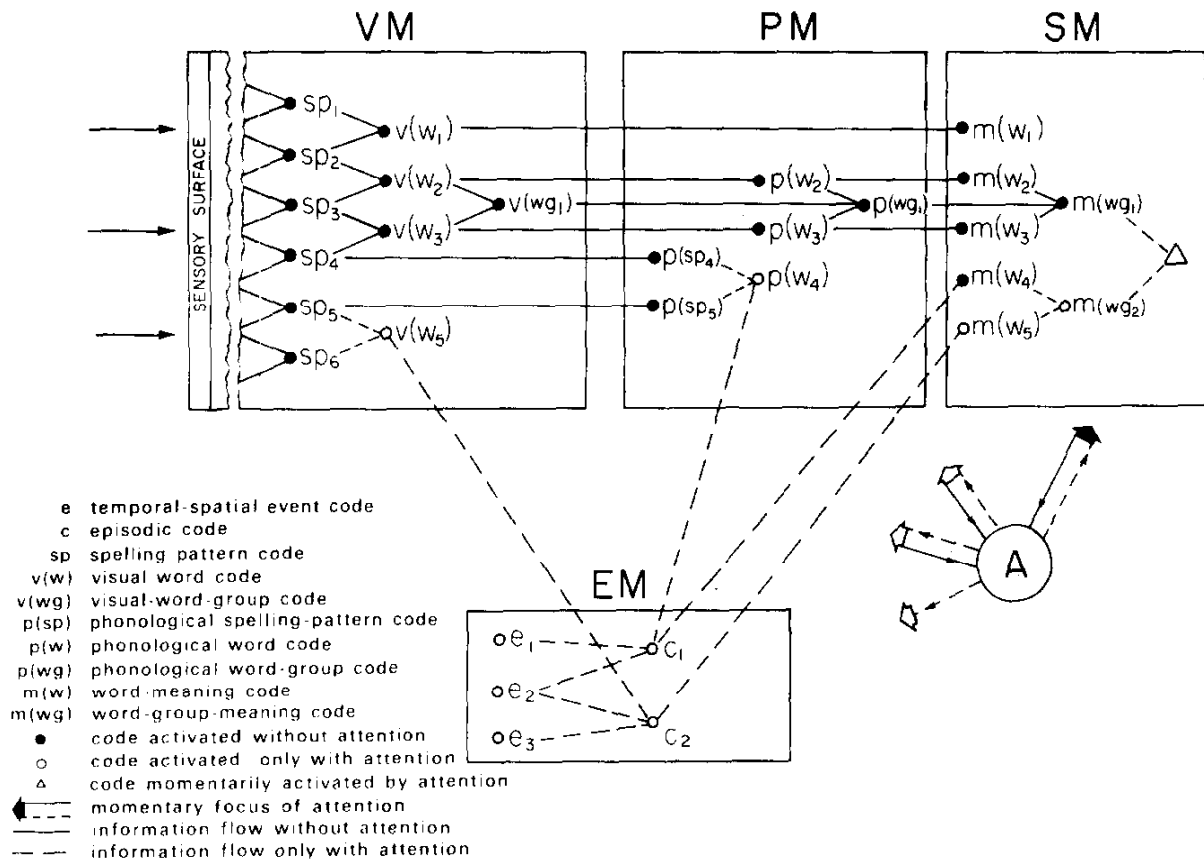 VM PM SM
SENSORY SURFACE
sp₁
v(w₁) m(w₁)
sp₂
v(w₂) p(w₂) m(w₂)
sp₃ v(wg₁) p(wg₁) m(wg₁)
v(w₃) p(w₃) m(w₃)
sp₄ p(sp₄)
p(w₄) m(w₄)
sp₅ p(sp₅) m(wg₂)
v(w₅) m(w₅)
sp₆
A
EM
e₁ c₁
e₂
e₃ c₂
e temporal-spatial event code
c episodic code
sp spelling pattern code
v(w) visual word code
v(wg) visual-word-group code
p(sp) phonological spelling-pattern code
p(w) phonological word code
p(wg) phonological word-group code
m(w) word-meaning code
m(wg) word-group-meaning code
code activated without attention
code activated only with attention
code momentarily activated by attention
momentary focus of attention
information flow without attention
information flow only with attention